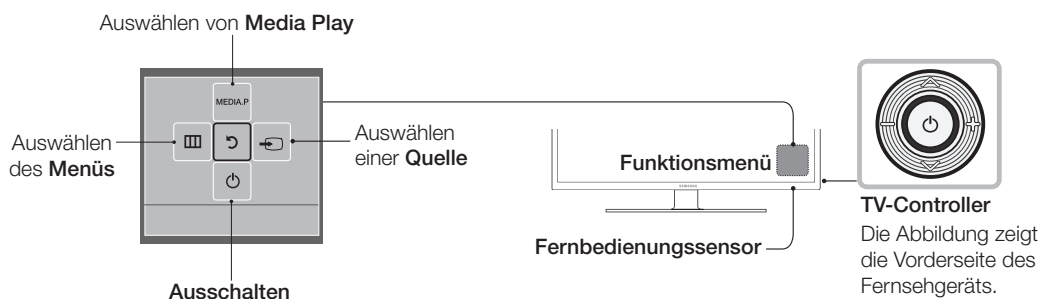 Auswählen von Media Play
MEDIA.P
Auswählen
des Menüs
Auswählen
einer Quelle
Ausschalten
Funktionsmenü
SAMSUNG
Fernbedienungssensor
TV-Controller
Die Abbildung zeigt
die Vorderseite des
Fernsehgeräts.